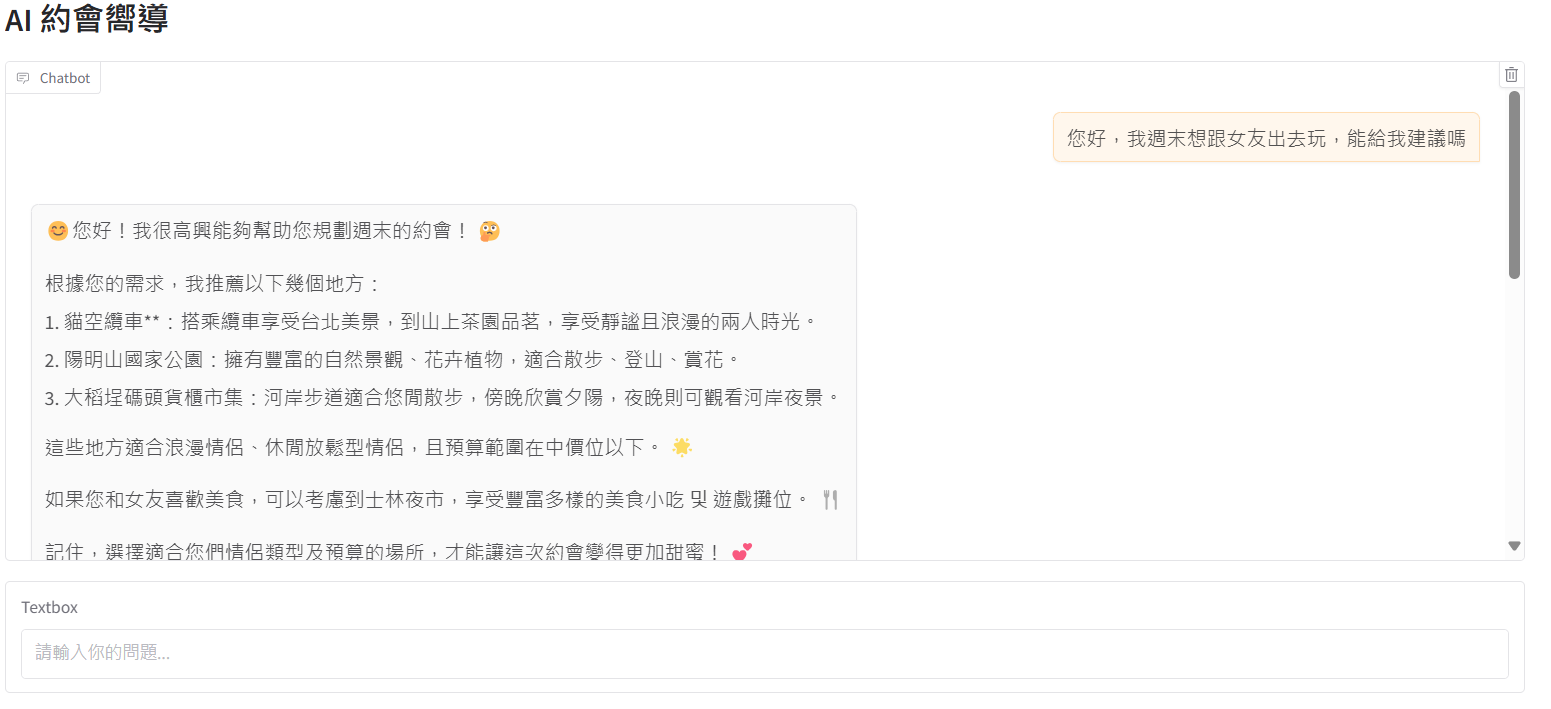 AI 約會嚮導
Chatbot
您好，我週末想跟女友出去玩，能給我建議嗎
😊您好！我很高興能夠幫助您規劃週末的約會！ 🤔
根據您的需求，我推薦以下幾個地方：
1. 貓空纜車**：搭乘纜車享受台北美景，到山上茶園品茗，享受靜謐且浪漫的兩人時光。
2. 陽明山國家公園：擁有豐富的自然景觀、花卉植物，適合散步、登山、賞花。
3. 大稻埕碼頭貨櫃市集：河岸步道適合悠閒散步，傍晚欣賞夕陽，夜晚則可觀看河岸夜景。
這些地方適合浪漫情侶、休閒放鬆型情侶，且預算範圍在中價位以下。 🌟
如果您和女友喜歡美食，可以考慮到士林夜市，享受豐富多樣的美食小吃 및 遊戲攤位。 🍴
記住，選擇適合您們情侶類型及預算的場所，才能讓這次約會變得更加甜蜜！ 💕
Textbox
請輸入你的問題...